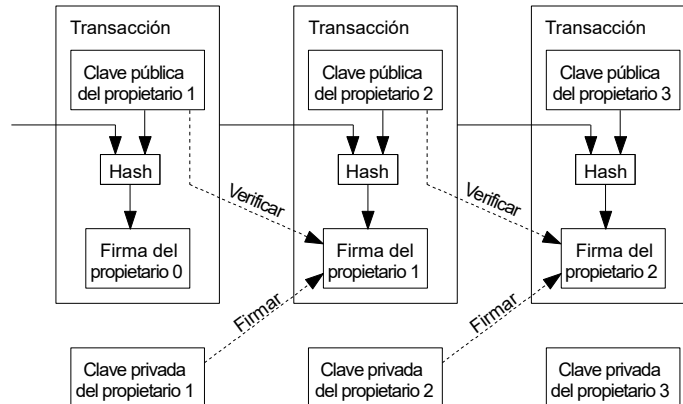 Transacción
Clave pública
del propietario 1
Hash
Firma del
propietario 0
Verificar
Firmar
Clave privada
del propietario 1
Transacción
Clave pública
del propietario 2
Hash
Firma del
propietario 1
Verificar
Firmar
Clave privada
del propietario 2
Transacción
Clave pública
del propietario 3
Hash
Firma del
propietario 2
Clave privada
del propietario 3